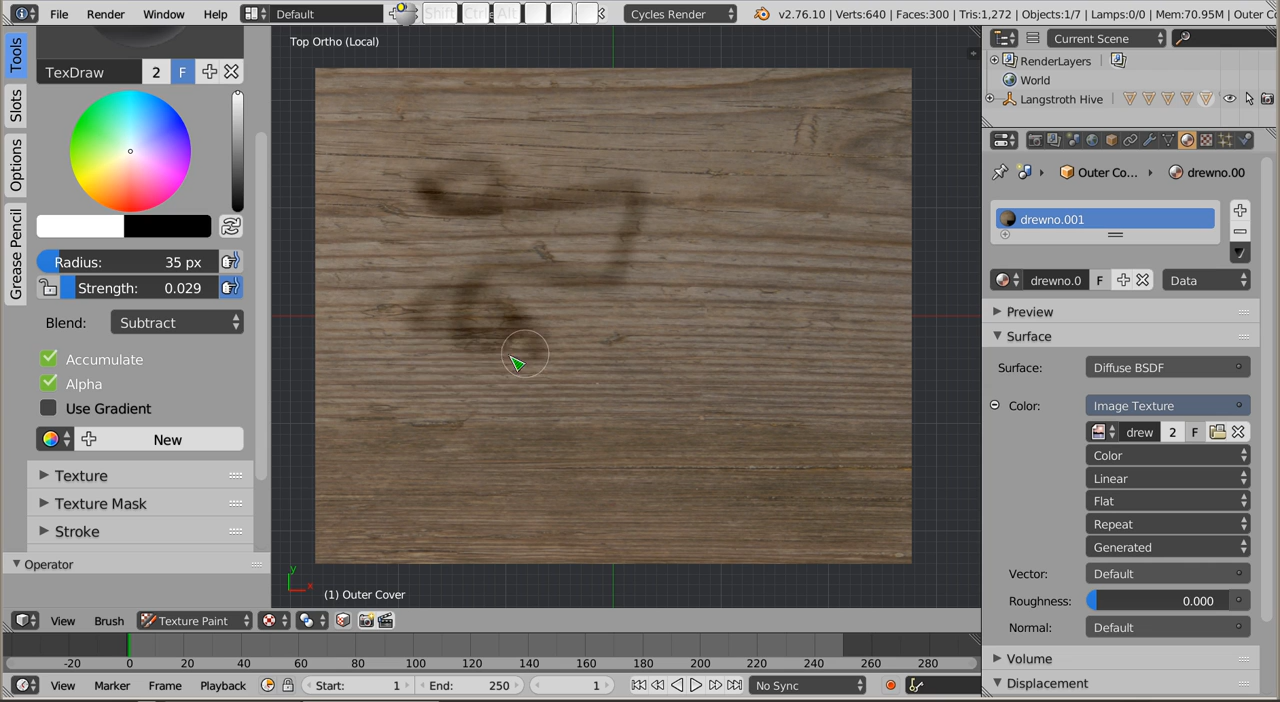 File Render Window Help Default Shift Ctrl Alt Cycles Render v2.76.10 | Verts:640 | Faces:300 | Tris:1,272 | Objects:1/7 | Lamps:0/0 | Mem:70.95M | Outer Co
Tools
Slots
Options
Grease Pencil
TexDraw 2 F
Radius: 35 px
Strength: 0.029
Blend: Subtract
Accumulate
Alpha
Use Gradient
New
Texture
Texture Mask
Stroke
Operator
Top Ortho (Local)
y
x
(1) Outer Cover
View Brush Texture Paint
-20 0 20 40 60 80 100 120 140 160 180 200 220 240 260 280
View Marker Frame Playback Start: 1 End: 250 1 No Sync
Current Scene
RenderLayers
World
Langstroth Hive
Outer Co... drewno.00
drewno.001
drewno.0 F Data
Preview
Surface
Surface: Diffuse BSDF
Color: Image Texture
drew 2 F
Color
Linear
Flat
Repeat
Generated
Vector: Default
Roughness: 0.000
Normal: Default
Volume
Displacement